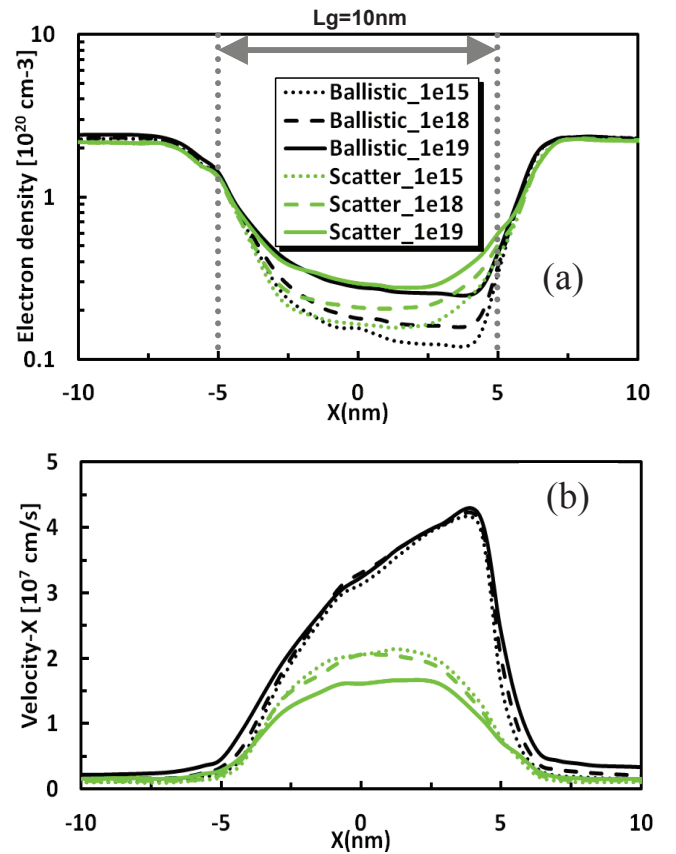 Lg=10nm
10
1
0.1
Electron density [10²⁰ cm-3]
Ballistic_1e15
Ballistic_1e18
Ballistic_1e19
Scatter_1e15
Scatter_1e18
Scatter_1e19
(a)
-10
-5
0
5
10
X(nm)
5
4
3
2
1
0
Velocity-X [10⁷ cm/s]
(b)
-10
-5
0
5
10
X(nm)